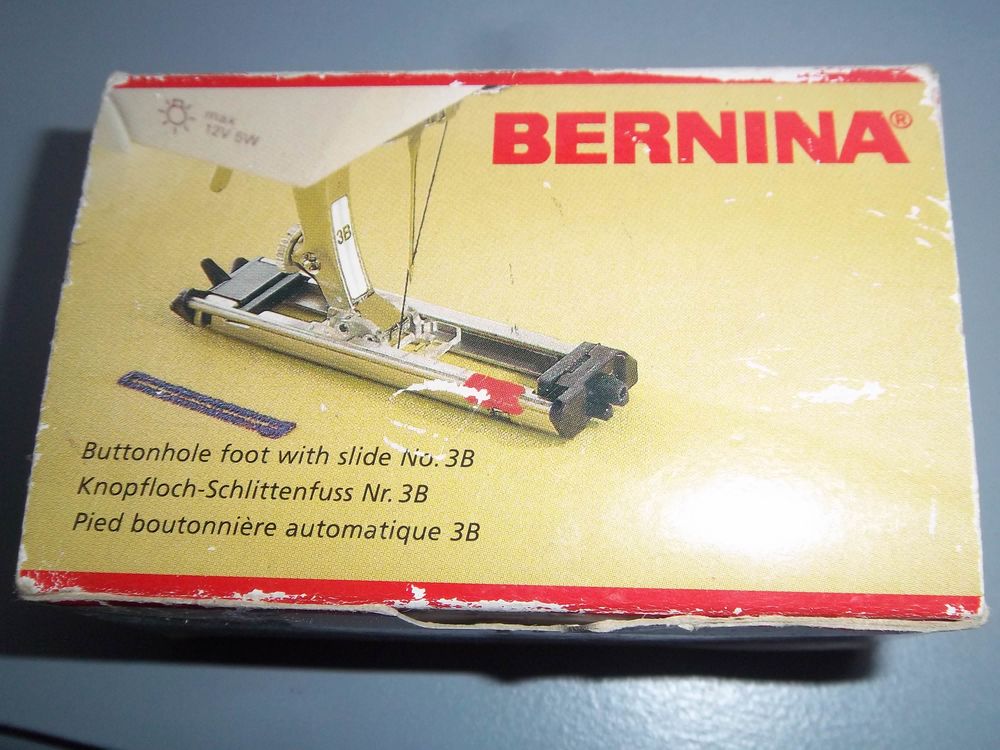 max
12V 5W
BERNINA®
3B
Buttonhole foot with slide No. 3B
Knopfloch-Schlittenfuss Nr. 3B
Pied boutonnière automatique 3B